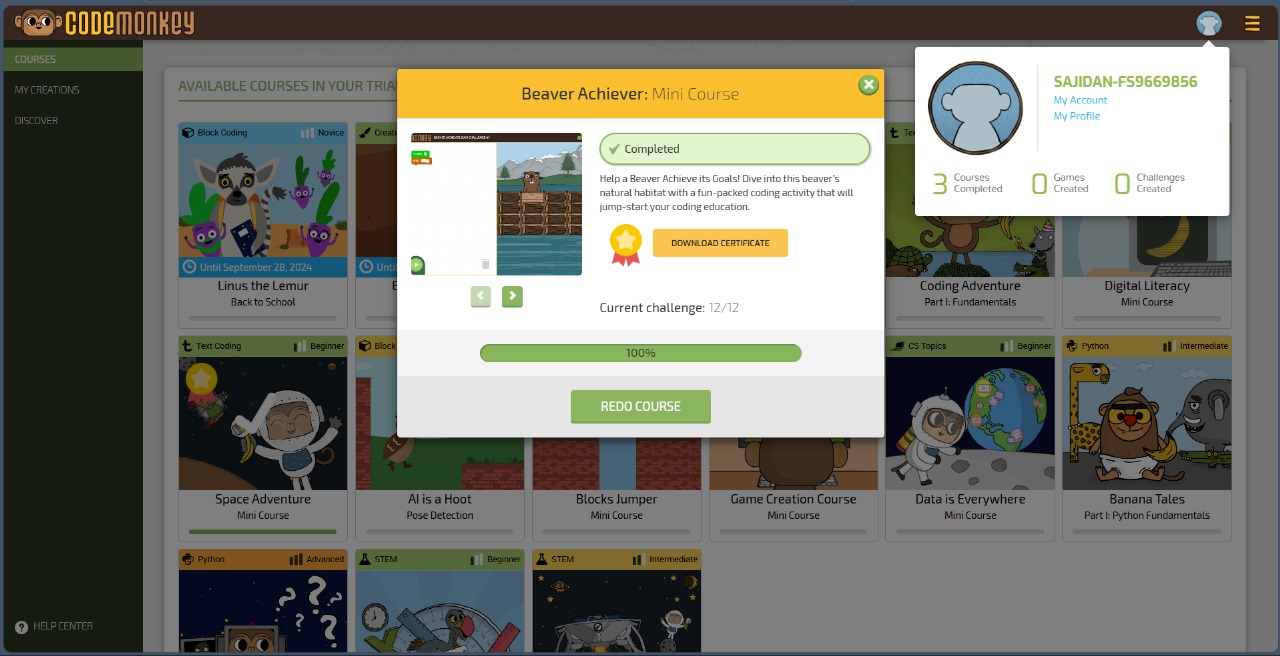 CODEMONKEY
COURSES
MY CREATIONS
DISCOVER
HELP CENTER
AVAILABLE COURSES IN YOUR TRIA
SAJIDAN-FS9669856
My Account
My Profile
3 Courses Completed
0 Games Created
0 Challenges Created
Beaver Achiever: Mini Course
Completed
Help a Beaver Achieve its Goals! Dive into this beaver's
natural habitat with a fun-packed coding activity that will
jump-start your coding education.
DOWNLOAD CERTIFICATE
Current challenge: 12/12
100%
REDO COURSE
Block Coding Novice
Until September 28, 2024
Linus the Lemur
Back to School
Coding Adventure
Part I: Fundamentals
Digital Literacy
Mini Course
Text Coding Beginner
Space Adventure
Mini Course
Block
AI is a Hoot
Pose Detection
Blocks Jumper
Mini Course
Game Creation Course
Mini Course
CS Topics Beginner
Data is Everywhere
Mini Course
Python Intermediate
Banana Tales
Part I: Python Fundamentals
Python Advanced
STEM Beginner
STEM Intermediate